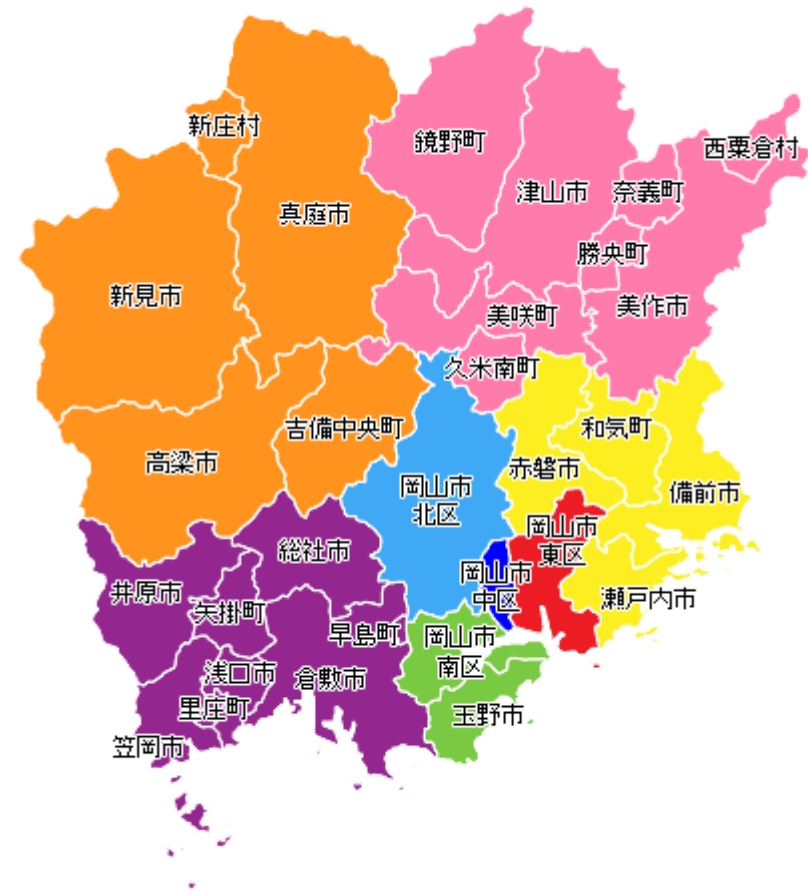 新庄村
鏡野町
西粟倉村
津山市
奈義町
真庭市
勝央町
新見市
美咲町
美作市
久米南町
吉備中央町
和気町
高梁市
赤磐市
岡山市
北区
備前市
岡山市
東区
総社市
岡山市
中区
井原市
瀬戸内市
矢掛町
早島町
岡山市
南区
浅口市
倉敷市
里庄町
玉野市
笠岡市